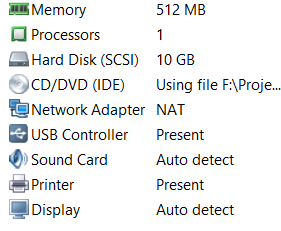 Memory 512 MB
Processors 1
Hard Disk (SCSI) 10 GB
CD/DVD (IDE) Using file F:\Proje...
Network Adapter NAT
USB Controller Present
Sound Card Auto detect
Printer Present
Display Auto detect